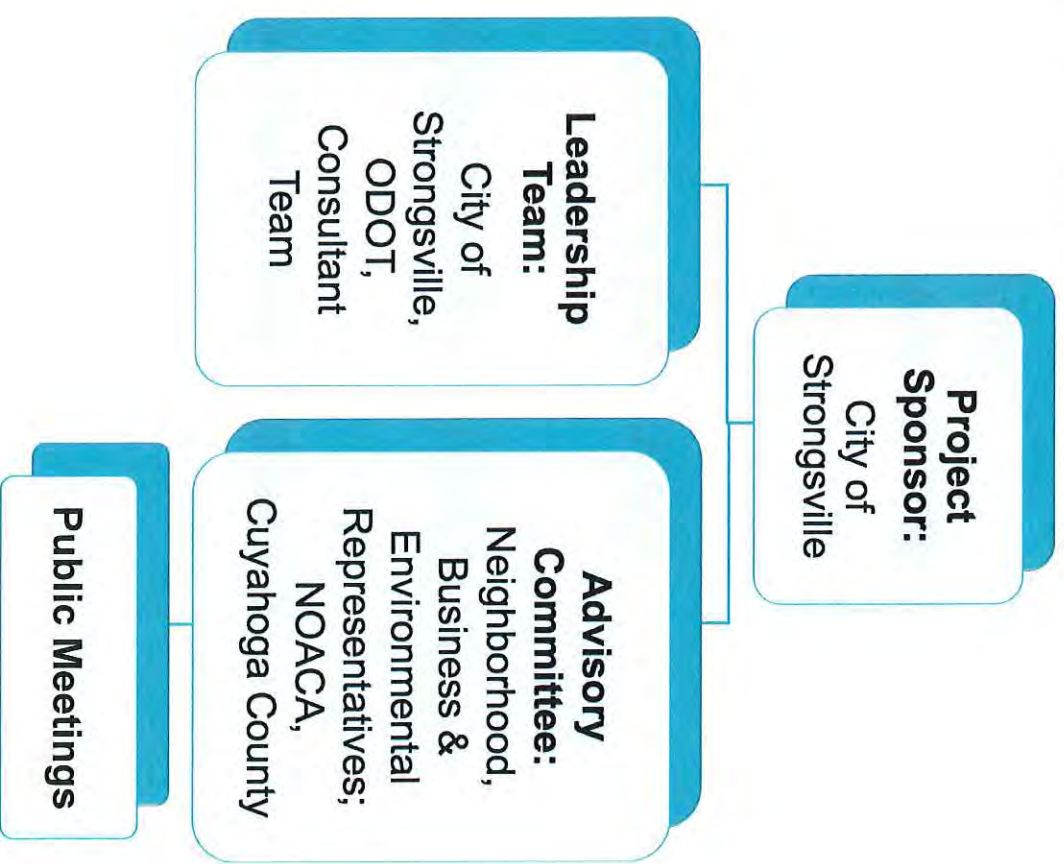 Project
Sponsor:
City of
Strongsville
Leadership
Team:
City of
Strongsville,
ODOT,
Consultant
Team
Advisory
Committee:
Neighborhood,
Business &
Environmental
Representatives;
NOACA,
Cuyahoga County
Public Meetings